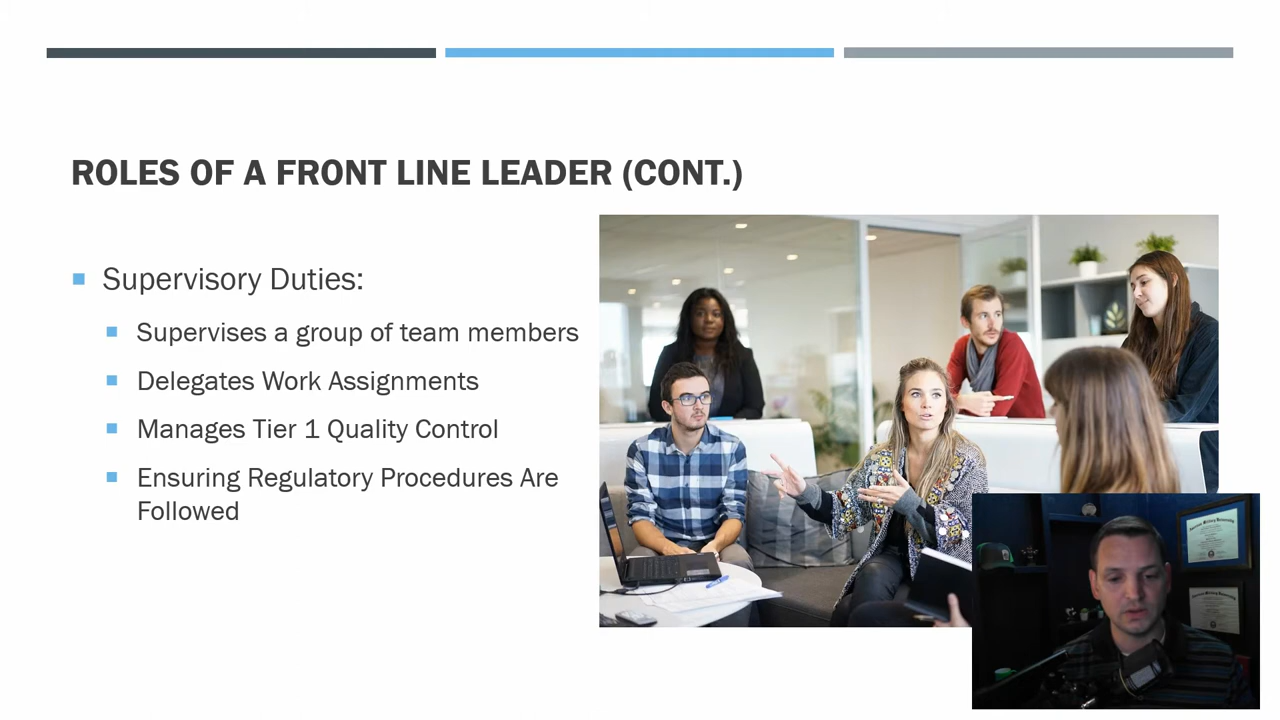 ROLES OF A FRONT LINE LEADER (CONT.)
Supervisory Duties:
Supervises a group of team members
Delegates Work Assignments
Manages Tier 1 Quality Control
Ensuring Regulatory Procedures Are
Followed